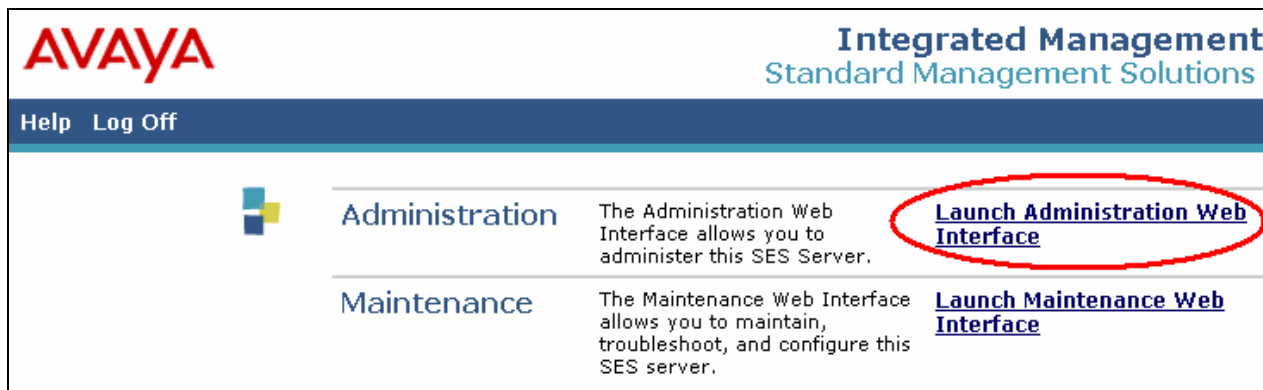 AVAYA
Integrated Management
Standard Management Solutions
Help Log Off
Administration
The Administration Web
Interface allows you to
administer this SES Server.
Launch Administration Web
Interface
Maintenance
The Maintenance Web Interface
allows you to maintain,
troubleshoot, and configure this
SES server.
Launch Maintenance Web
Interface